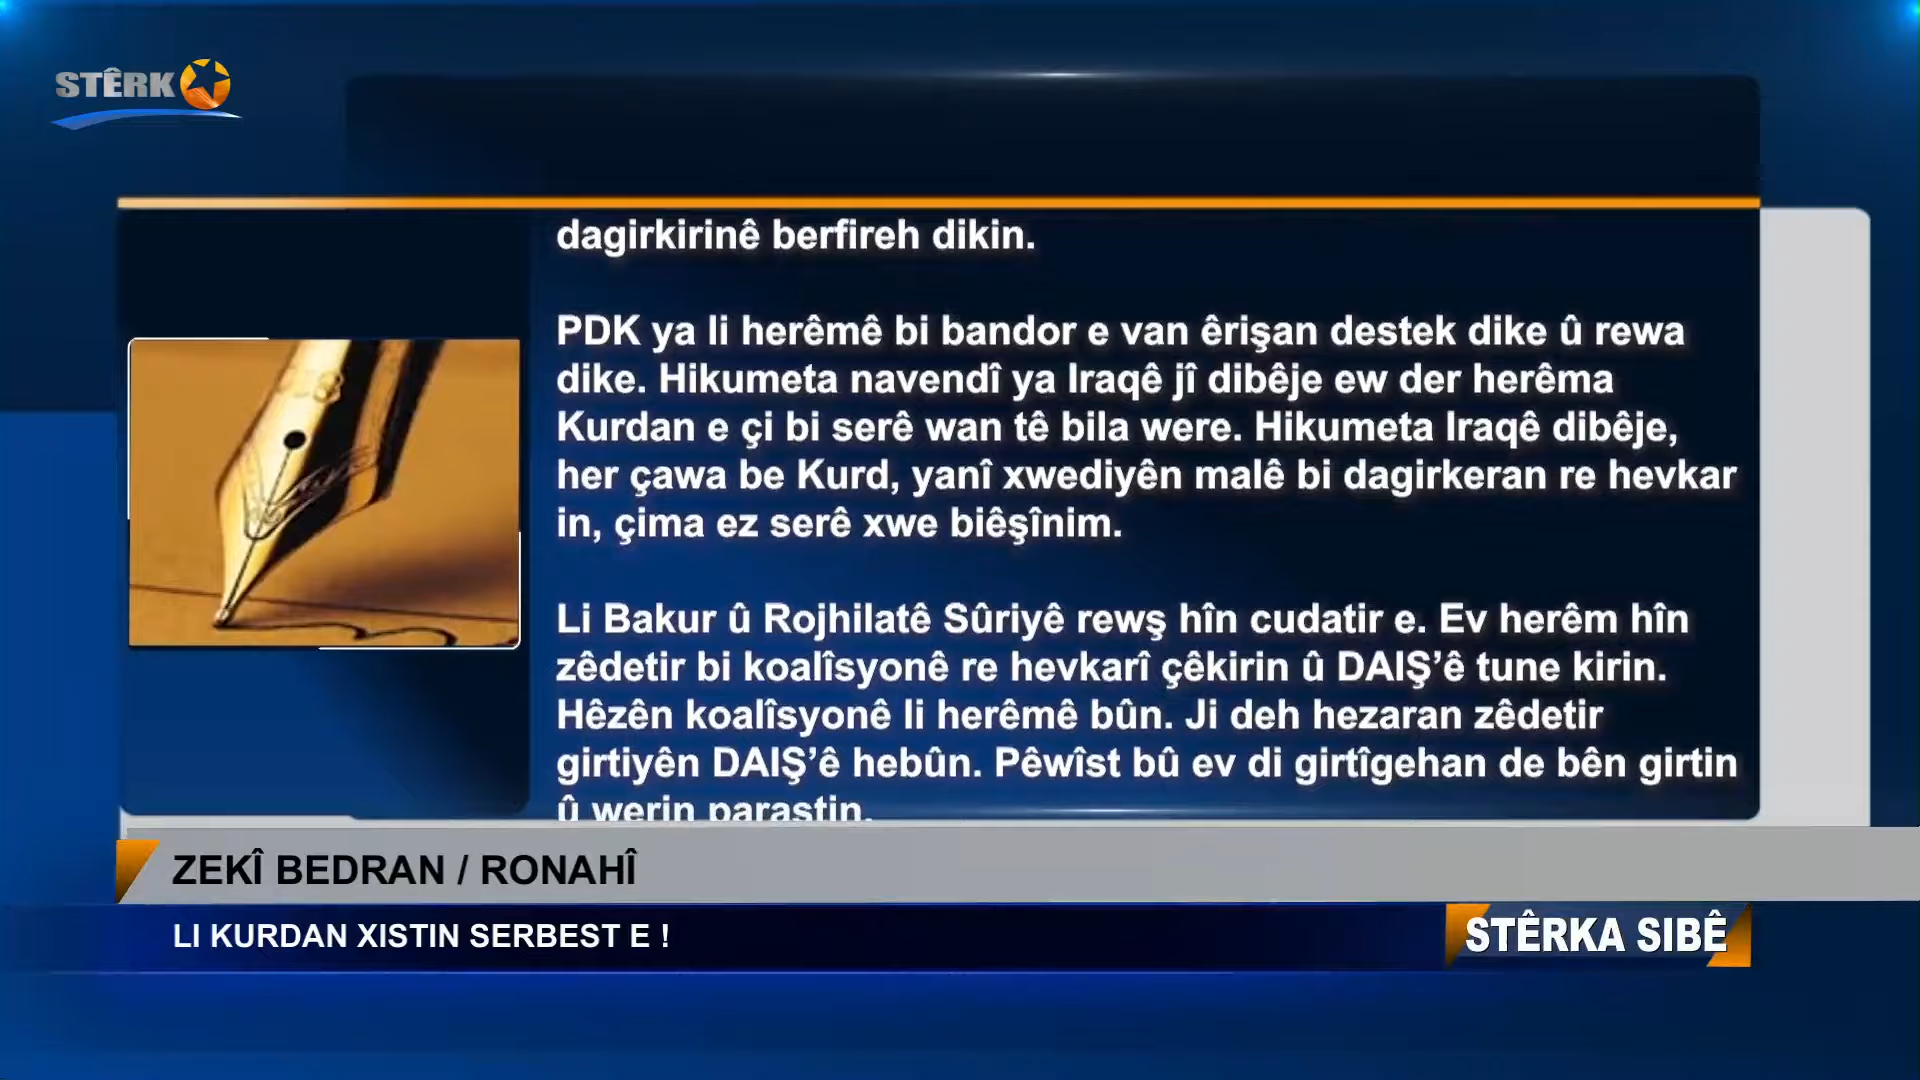 STÊRK
dagirkirinê berfireh dikin.
PDK ya li herêmê bi bandor e van êrişan destek dike û rewa
dike. Hikumeta navendî ya Iraqê jî dibêje ew der herêma
Kurdan e çi bi serê wan tê bila were. Hikumeta Iraqê dibêje,
her çawa be Kurd, yanî xwediyên malê bi dagirkeran re hevkar
in, çima ez serê xwe biêşînim.
Li Bakur û Rojhilatê Sûriyê rewş hîn cudatir e. Ev herêm hîn
zêdetir bi koalîsyonê re hevkarî çêkirin û DAIŞ’ê tune kirin.
Hêzên koalîsyonê li herêmê bûn. Ji deh hezaran zêdetir
girtiyên DAIŞ’ê hebûn. Pêwîst bû ev di girtîgehan de bên girtin
û werin parastin.
ZEKÎ BEDRAN / RONAHÎ
LI KURDAN XISTIN SERBEST E !
STÊRKA SIBÊ